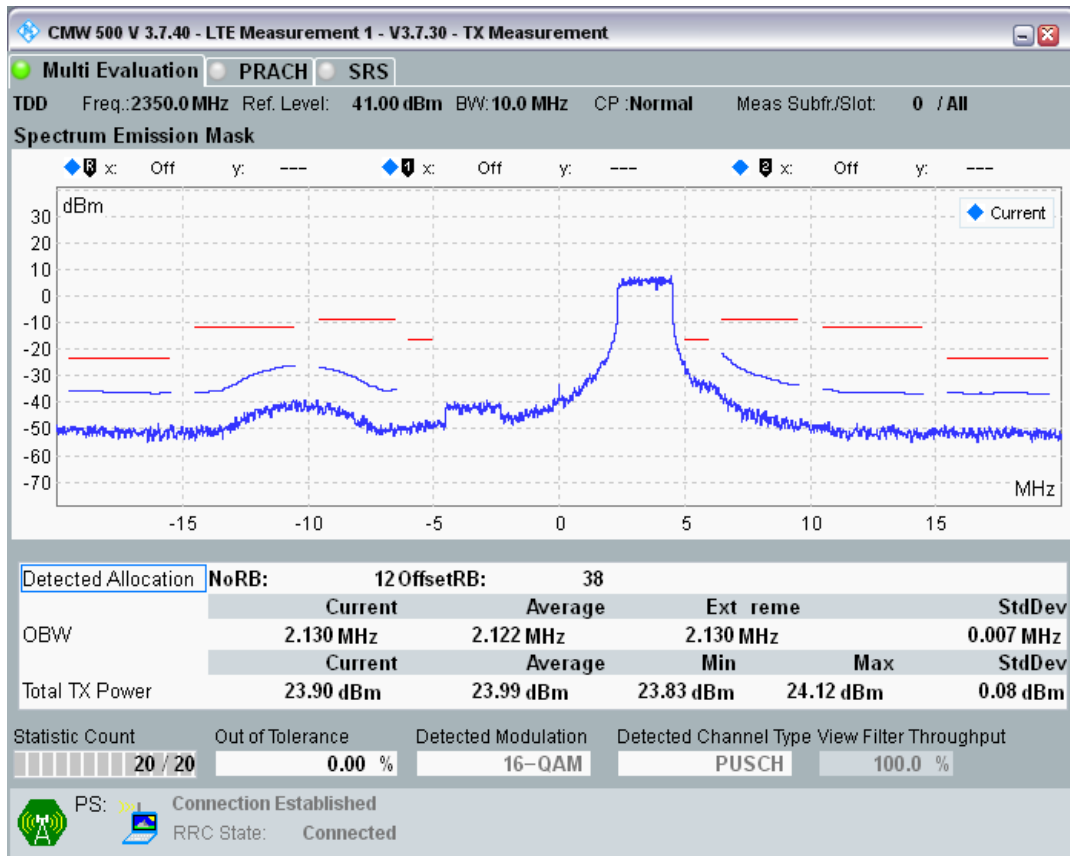 CMW 500 V 3.7.40 - LTE Measurement 1 - V3.7.30 - TX Measurement
Multi Evaluation PRACH SRS
TDD Freq.:2350.0 MHz Ref. Level: 41.00 dBm BW:10.0 MHz CP :Normal Meas Subfr./Slot: 0 / All
Spectrum Emission Mask
R x: Off y: --- 1 x: Off y: --- 2 x: Off y: ---
dBm
Current
30
20
10
0
-10
-20
-30
-40
-50
-60
-70
MHz
-15 -10 -5 0 5 10 15
Detected Allocation NoRB: 12 OffsetRB: 38
Current Average Ext reme StdDev
OBW 2.130 MHz 2.122 MHz 2.130 MHz 0.007 MHz
Current Average Min Max StdDev
Total TX Power 23.90 dBm 23.99 dBm 23.83 dBm 24.12 dBm 0.08 dBm
Statistic Count Out of Tolerance Detected Modulation Detected Channel Type View Filter Throughput
20 / 20 0.00 % 16-QAM PUSCH 100.0 %
PS: Connection Established
RRC State: Connected